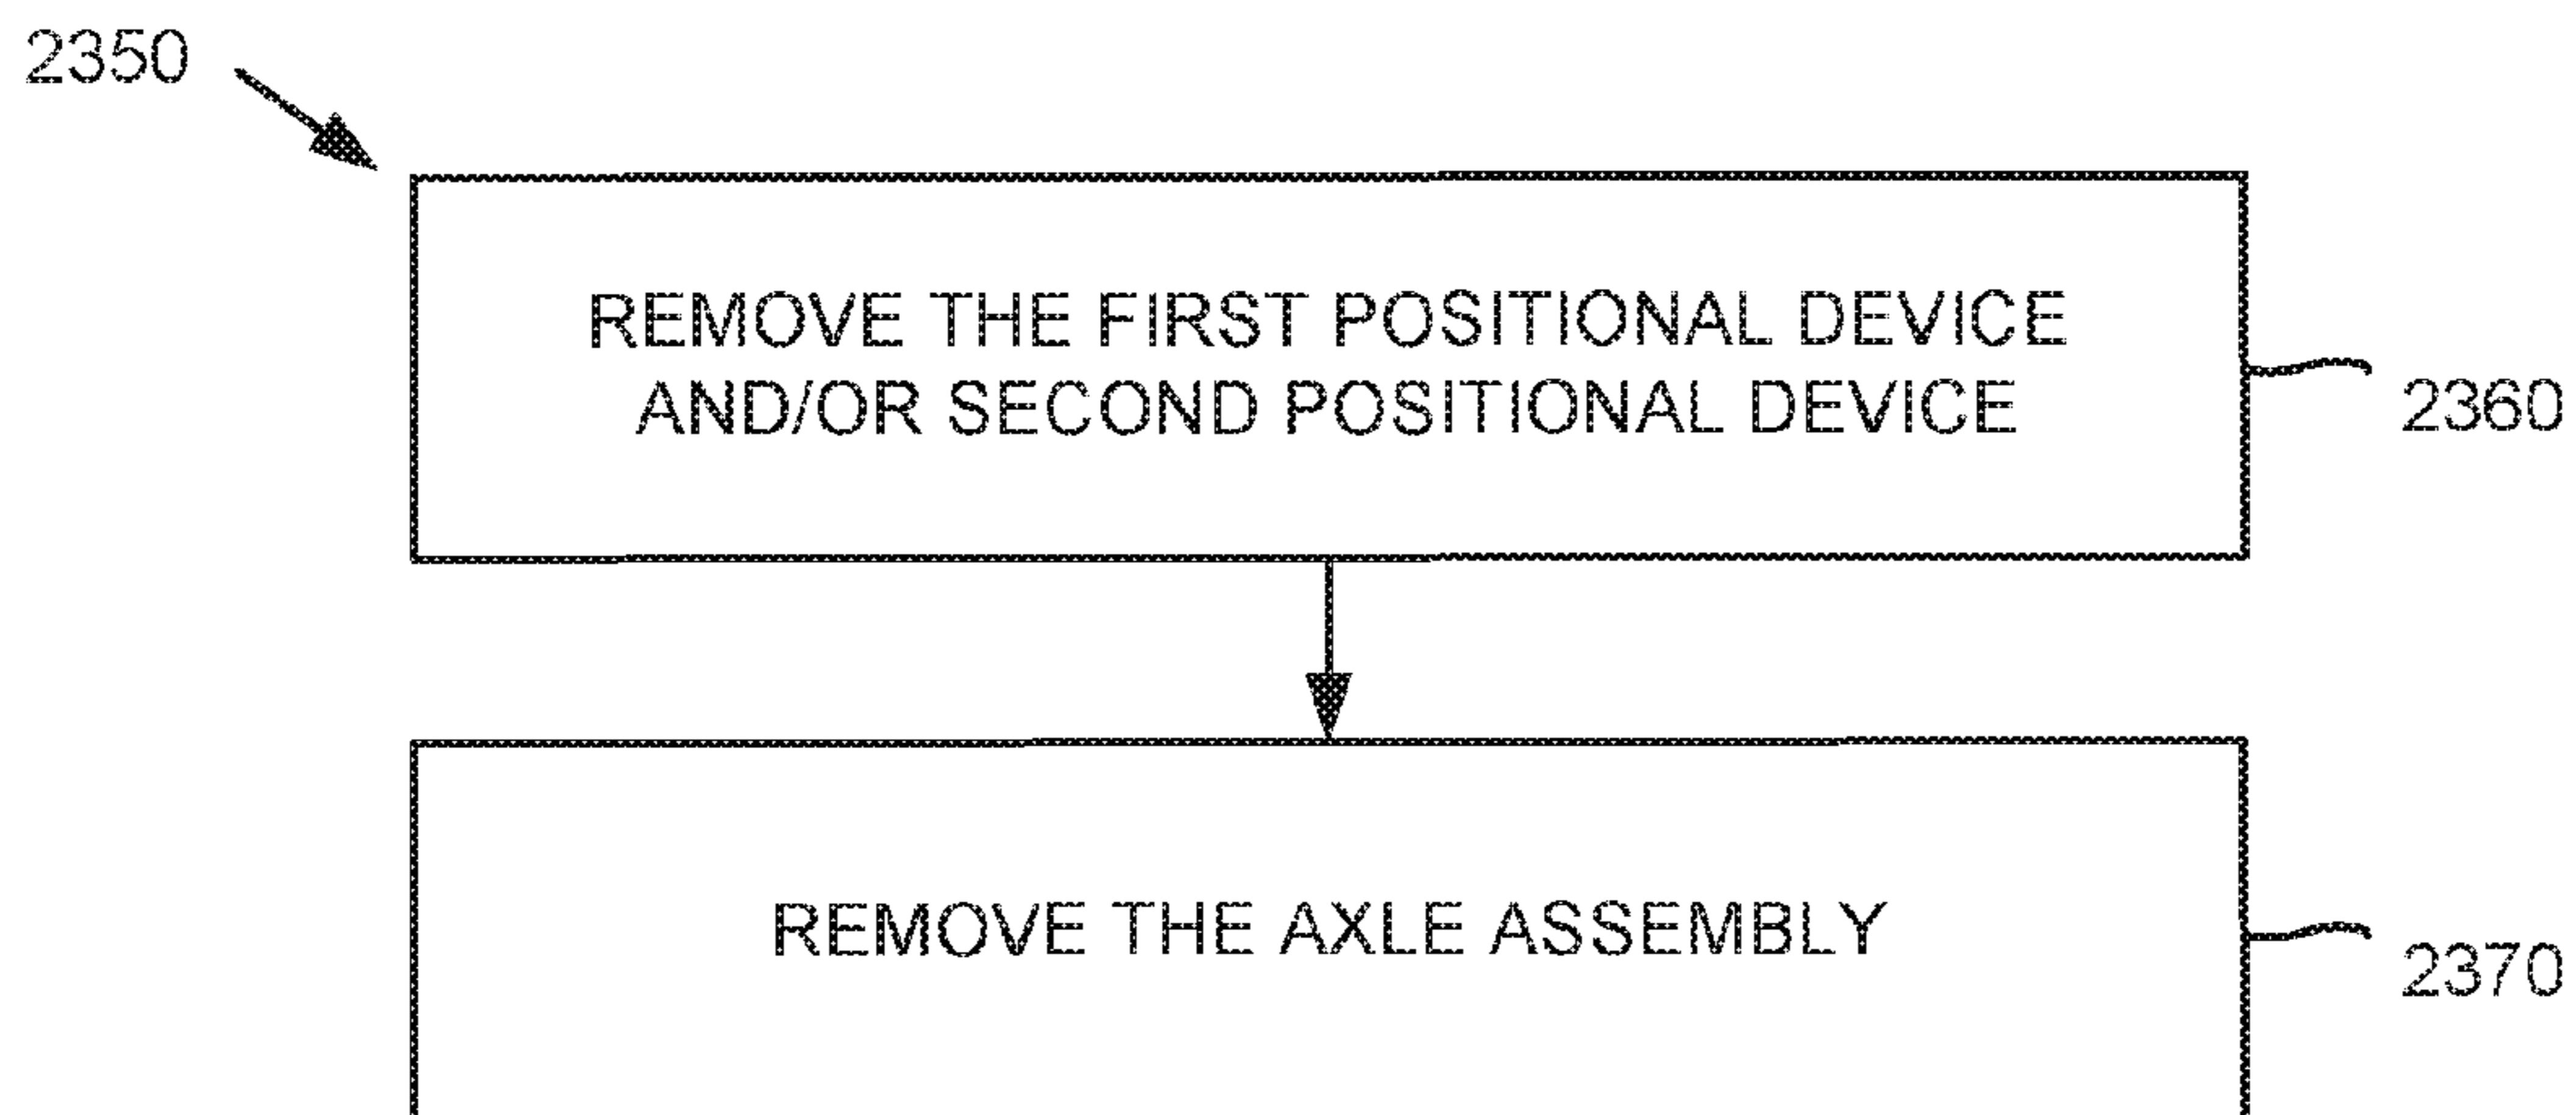 2350
REMOVE THE FIRST POSITIONAL DEVICE
AND/OR SECOND POSITIONAL DEVICE
2360
REMOVE THE AXLE ASSEMBLY
2370